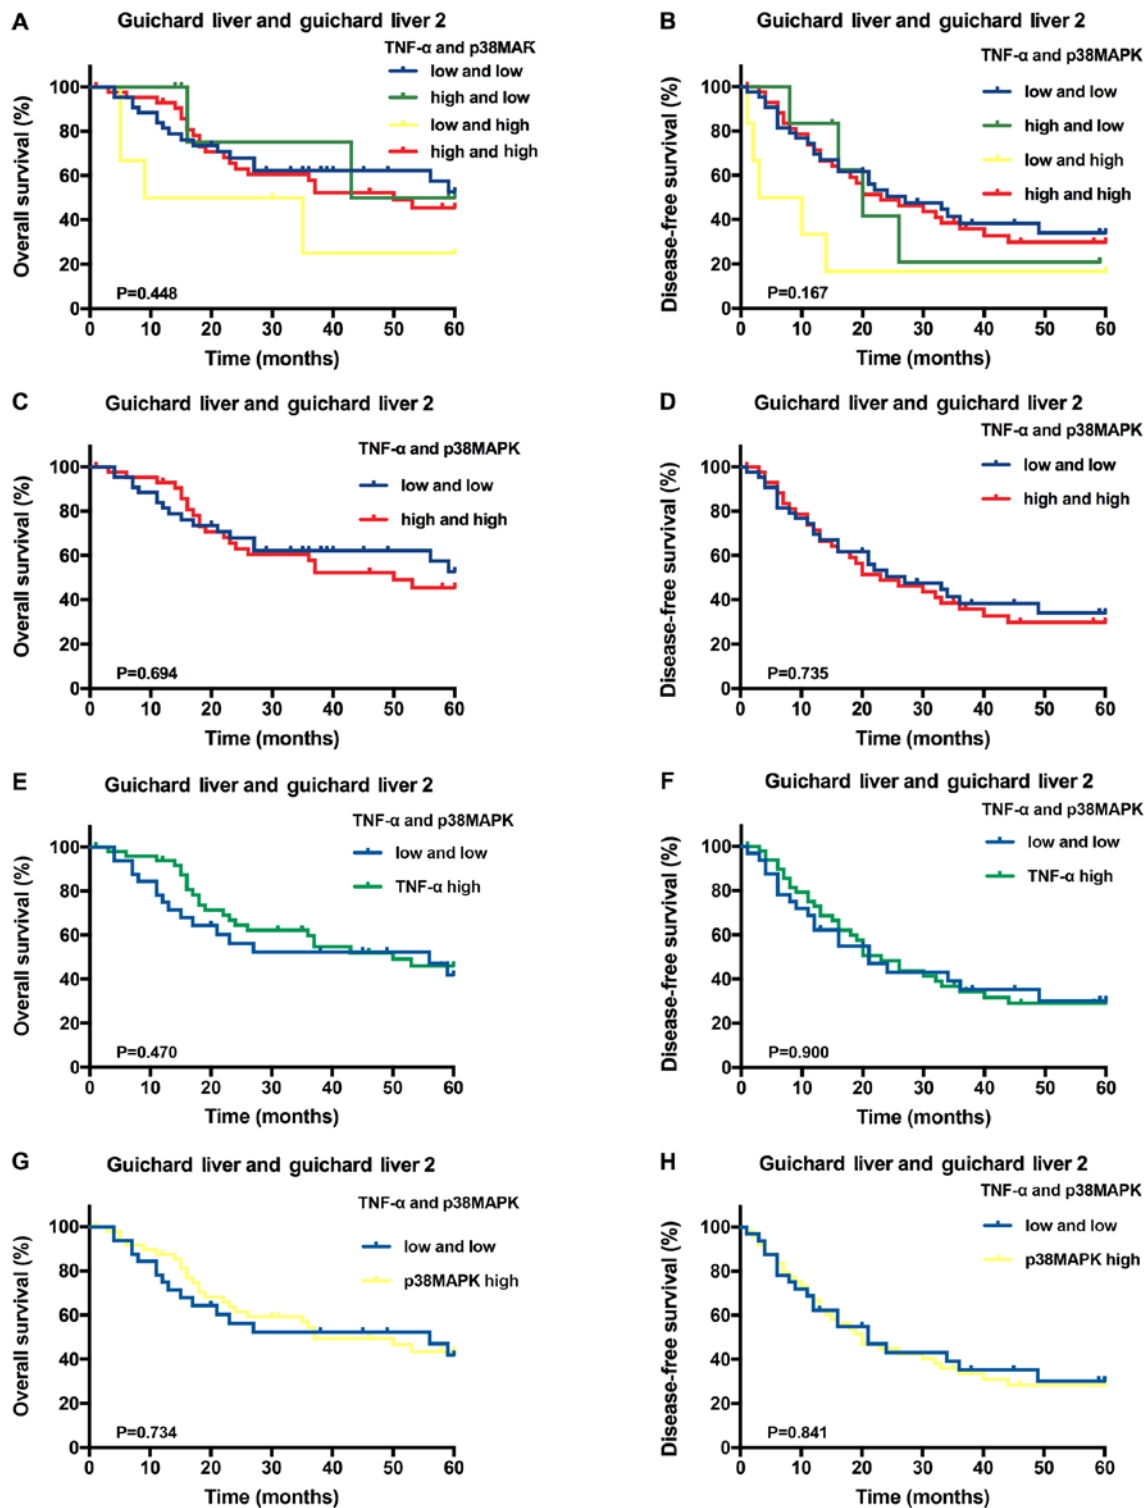 A
Guichard liver and guichard liver 2
TNF-α and p38MAPK
low and low
high and low
low and high
high and high
Overall survival (%)
100
80
60
40
20
0
P=0.448
0 10 20 30 40 50 60
Time (months)
B
Guichard liver and guichard liver 2
TNF-α and p38MAPK
low and low
high and low
low and high
high and high
Disease-free survival (%)
100
80
60
40
20
0
P=0.167
0 10 20 30 40 50 60
Time (months)
C
Guichard liver and guichard liver 2
TNF-α and p38MAPK
low and low
high and high
Overall survival (%)
100
80
60
40
20
0
P=0.694
0 10 20 30 40 50 60
Time (months)
D
Guichard liver and guichard liver 2
TNF-α and p38MAPK
low and low
high and high
Disease-free survival (%)
100
80
60
40
20
0
P=0.735
0 10 20 30 40 50 60
Time (months)
E
Guichard liver and guichard liver 2
TNF-α and p38MAPK
low and low
TNF-α high
Overall survival (%)
100
80
60
40
20
0
P=0.470
0 10 20 30 40 50 60
Time (months)
F
Guichard liver and guichard liver 2
TNF-α and p38MAPK
low and low
TNF-α high
Disease-free survival (%)
100
80
60
40
20
0
P=0.900
0 10 20 30 40 50 60
Time (months)
G
Guichard liver and guichard liver 2
TNF-α and p38MAPK
low and low
p38MAPK high
Overall survival (%)
100
80
60
40
20
0
P=0.734
0 10 20 30 40 50 60
Time (months)
H
Guichard liver and guichard liver 2
TNF-α and p38MAPK
low and low
p38MAPK high
Disease-free survival (%)
100
80
60
40
20
0
P=0.841
0 10 20 30 40 50 60
Time (months)